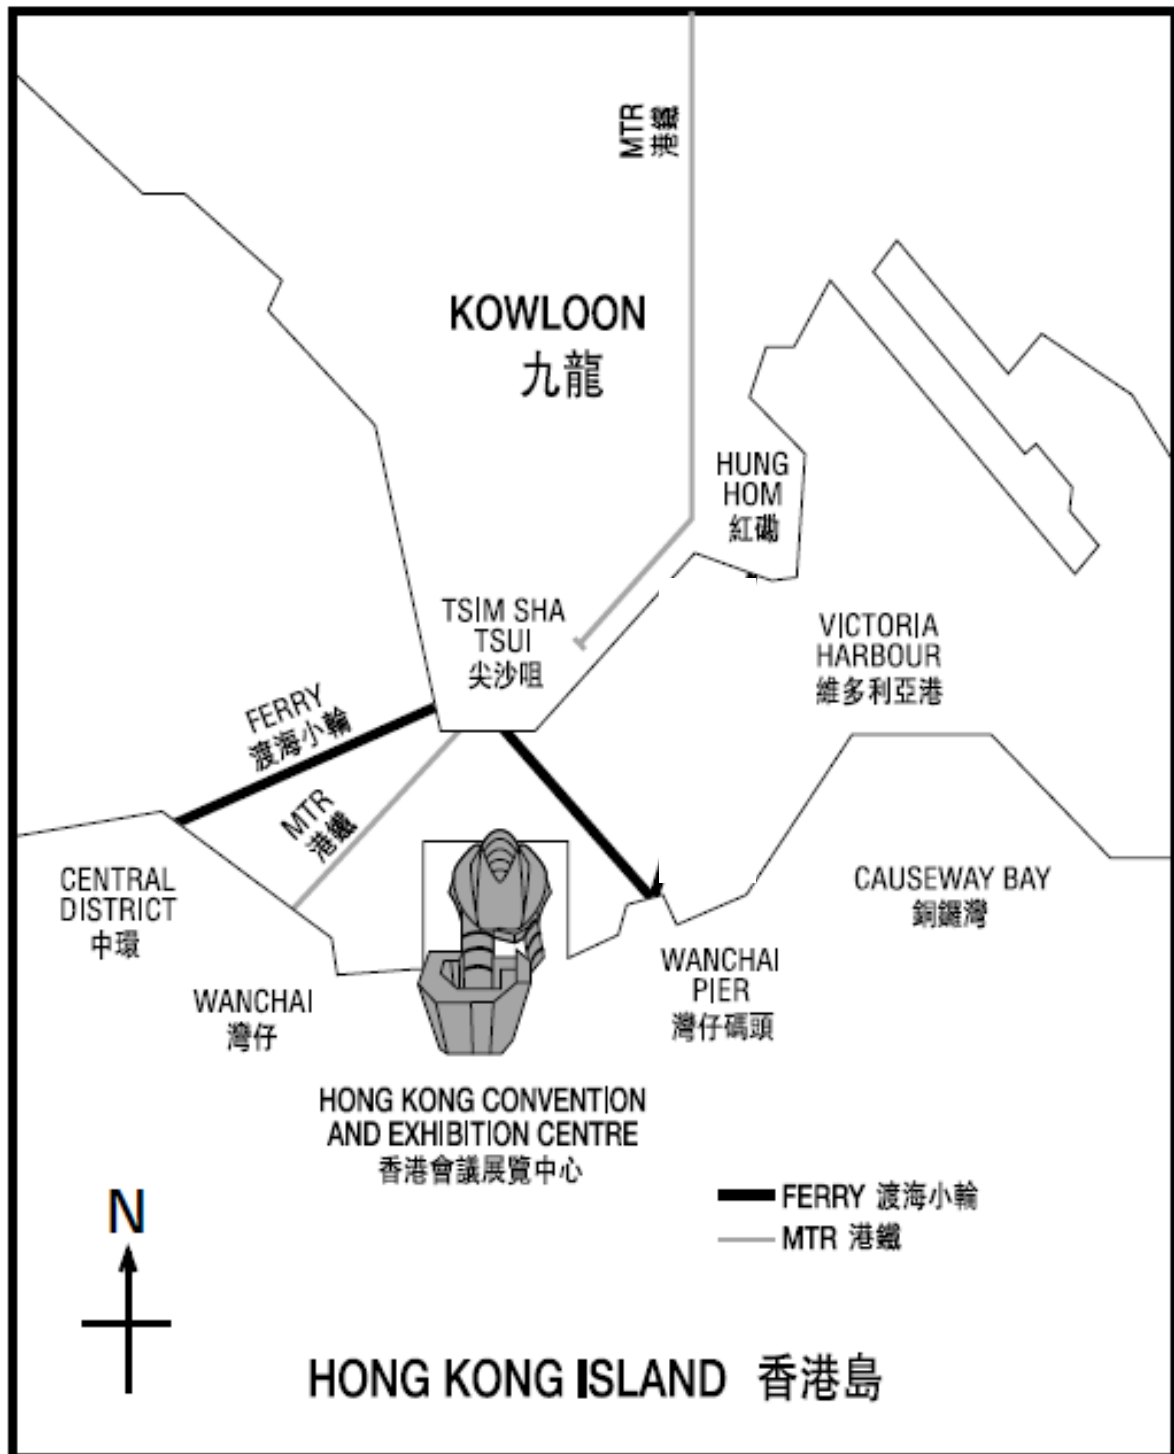 MTR
港鐵
KOWLOON
九龍
HUNG
HOM
紅磡
TSIM SHA
TSUI
尖沙咀
VICTORIA
HARBOUR
維多利亞港
FERRY
渡海小輪
MTR
港鐵
CENTRAL
DISTRICT
中環
CAUSEWAY BAY
銅鑼灣
WANCHAI
灣仔
WANCHAI
PIER
灣仔碼頭
HONG KONG CONVENTION
AND EXHIBITION CENTRE
香港會議展覽中心
FERRY 渡海小輪
MTR 港鐵
N
HONG KONG ISLAND 香港島